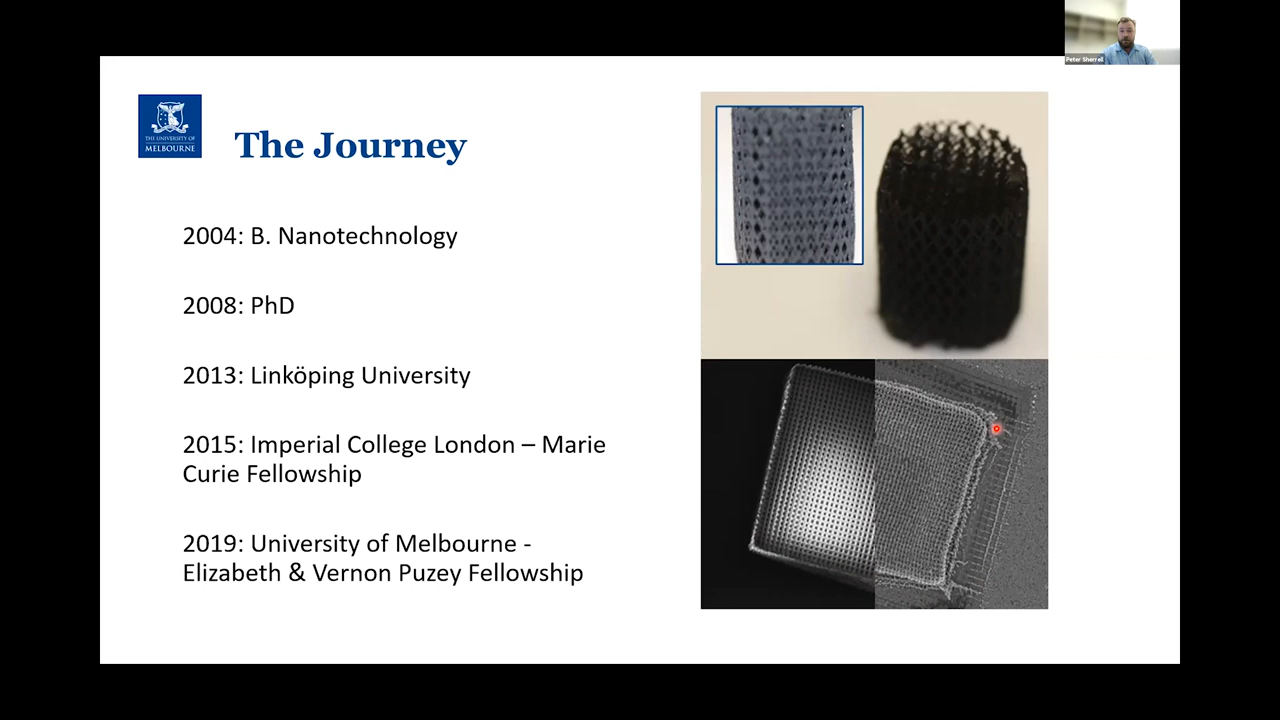 Peter Sherrell
THE UNIVERSITY OF
MELBOURNE
The Journey
2004: B. Nanotechnology
2008: PhD
2013: Linköping University
2015: Imperial College London – Marie
Curie Fellowship
2019: University of Melbourne -
Elizabeth & Vernon Puzey Fellowship